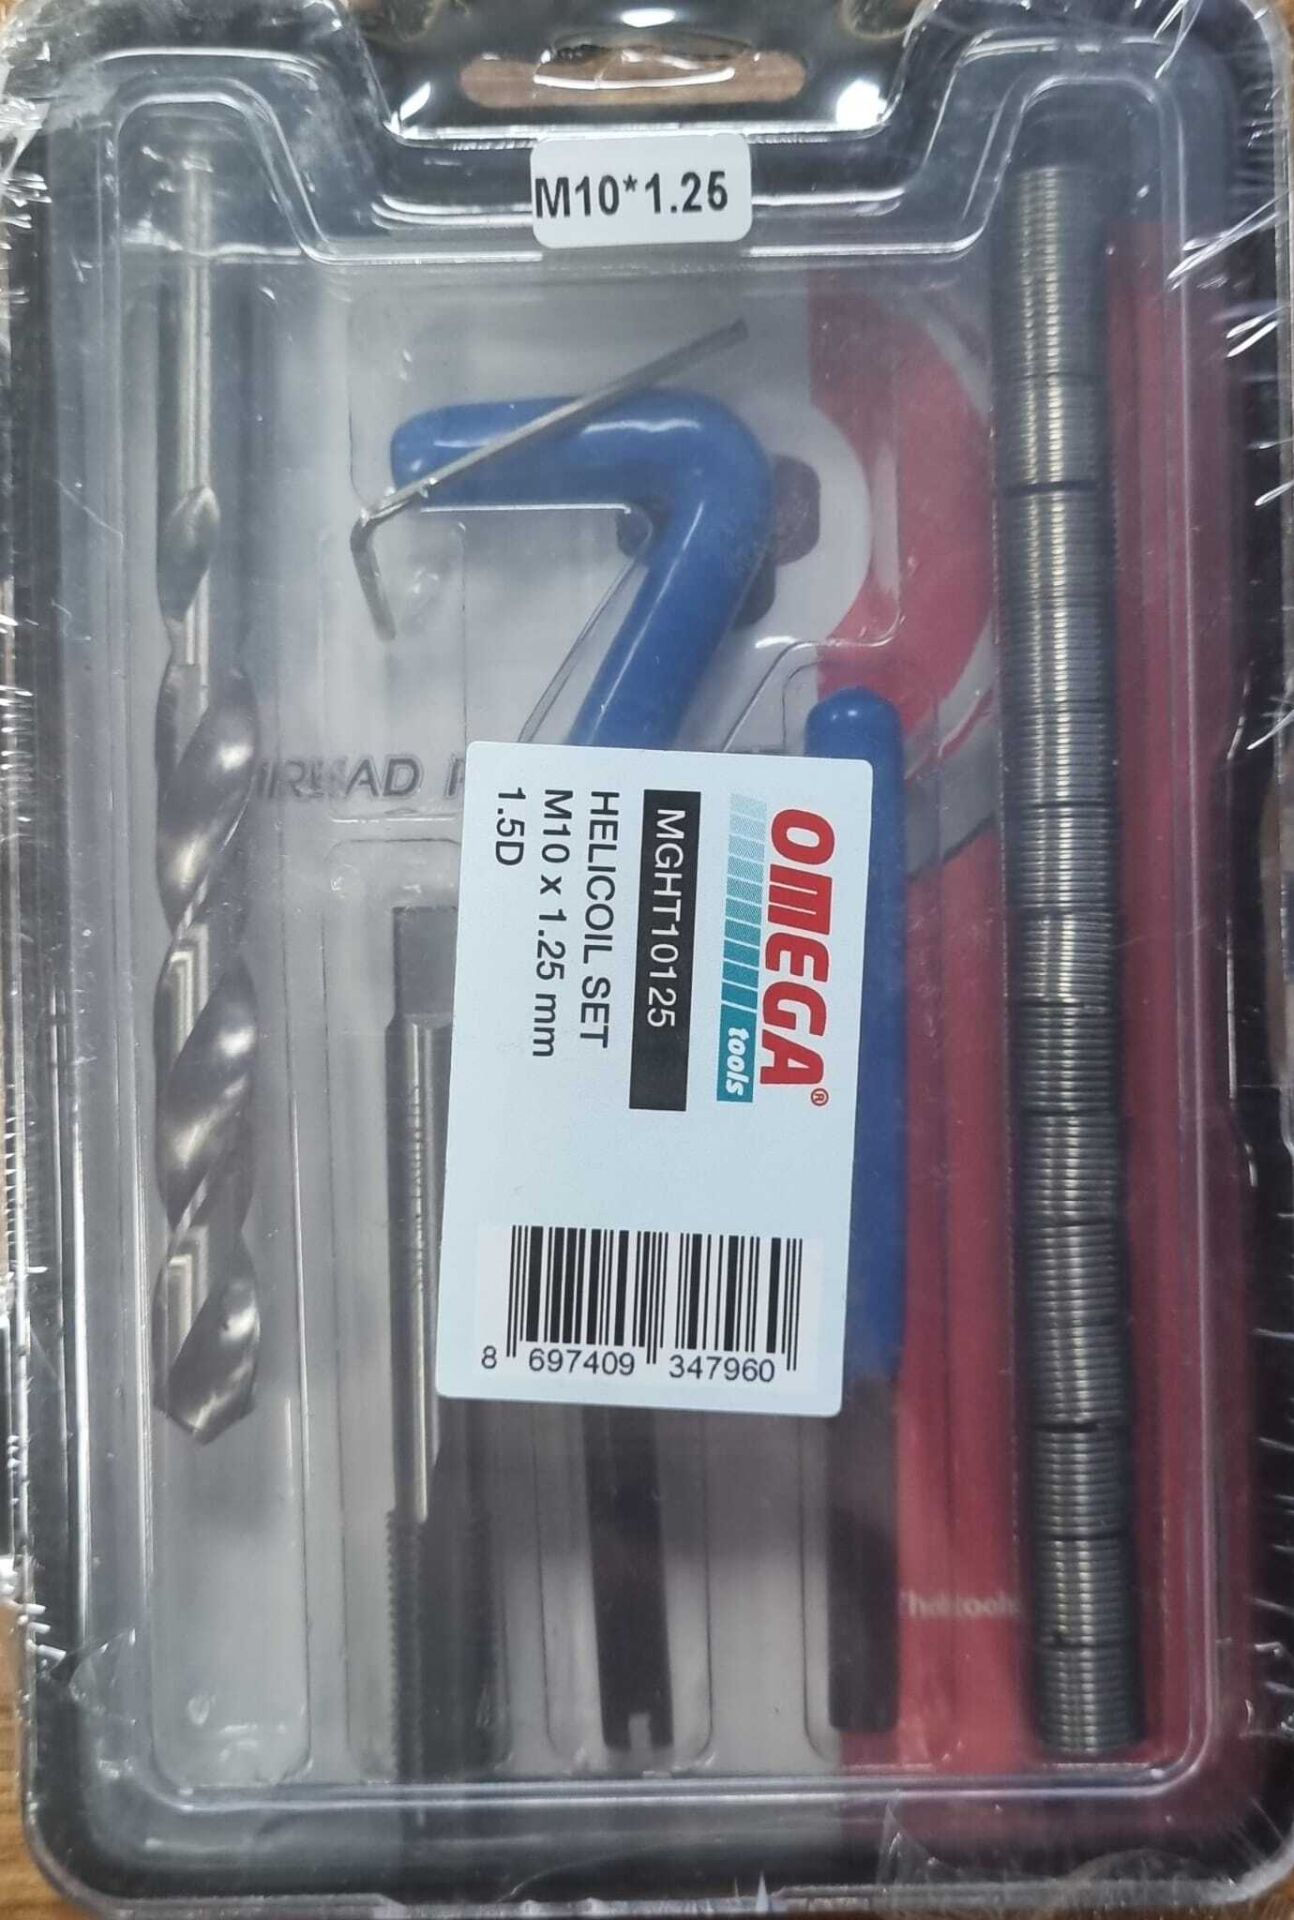 M10*1.25
OMEGA®
tools
MGHT10125
HELICOIL SET
M10 x 1.25 mm
1.5D
8 697409 347960